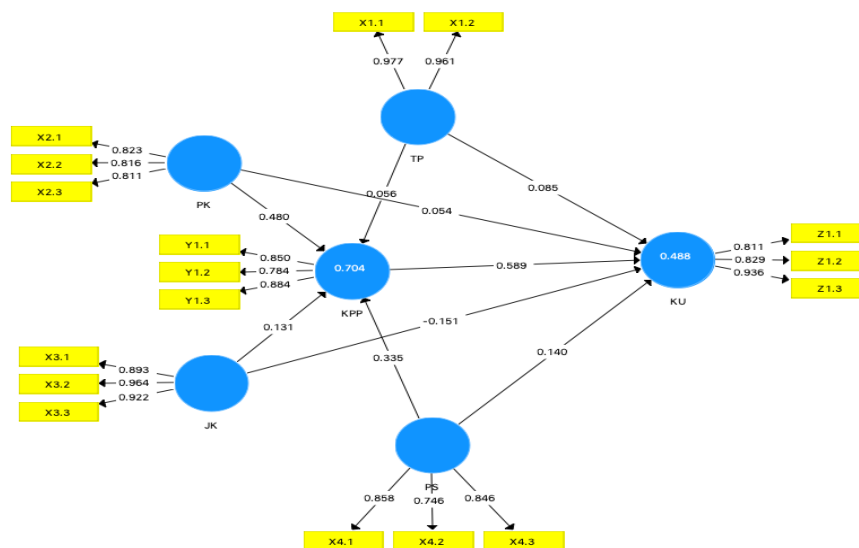 X1.1
X1.2
0.977
0.961
TP
X2.1
X2.2
X2.3
0.823
0.816
0.811
PK
0.056
0.085
0.054
0.480
Y1.1
Y1.2
Y1.3
0.850
0.784
0.884
0.704
KPP
0.589
0.488
KU
0.811
0.829
0.936
Z1.1
Z1.2
Z1.3
0.131
-0.151
0.335
0.140
X3.1
X3.2
X3.3
0.893
0.964
0.922
JK
PS
0.858
0.746
0.846
X4.1
X4.2
X4.3